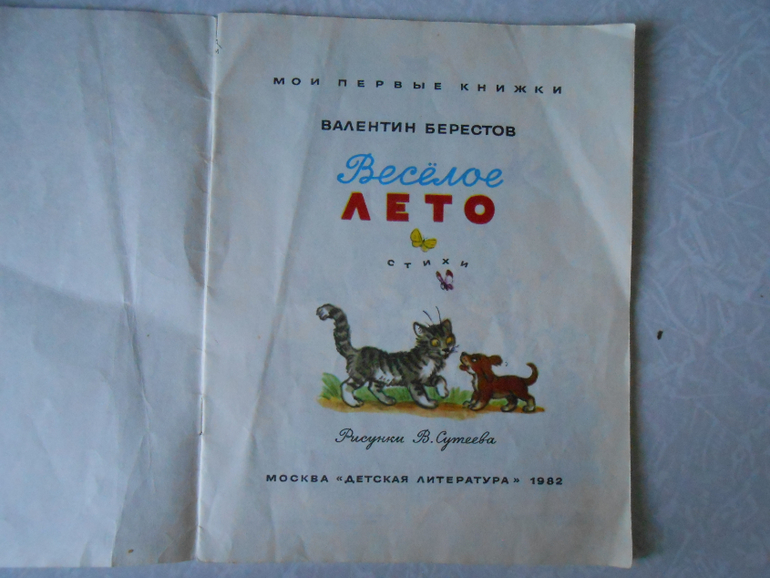 МОИ ПЕРВЫЕ КНИЖКИ
ВАЛЕНТИН БЕРЕСТОВ
Весёлое
ЛЕТО
СТИХИ
Рисунки В. Сутеева
МОСКВА «ДЕТСКАЯ ЛИТЕРАТУРА» 1982